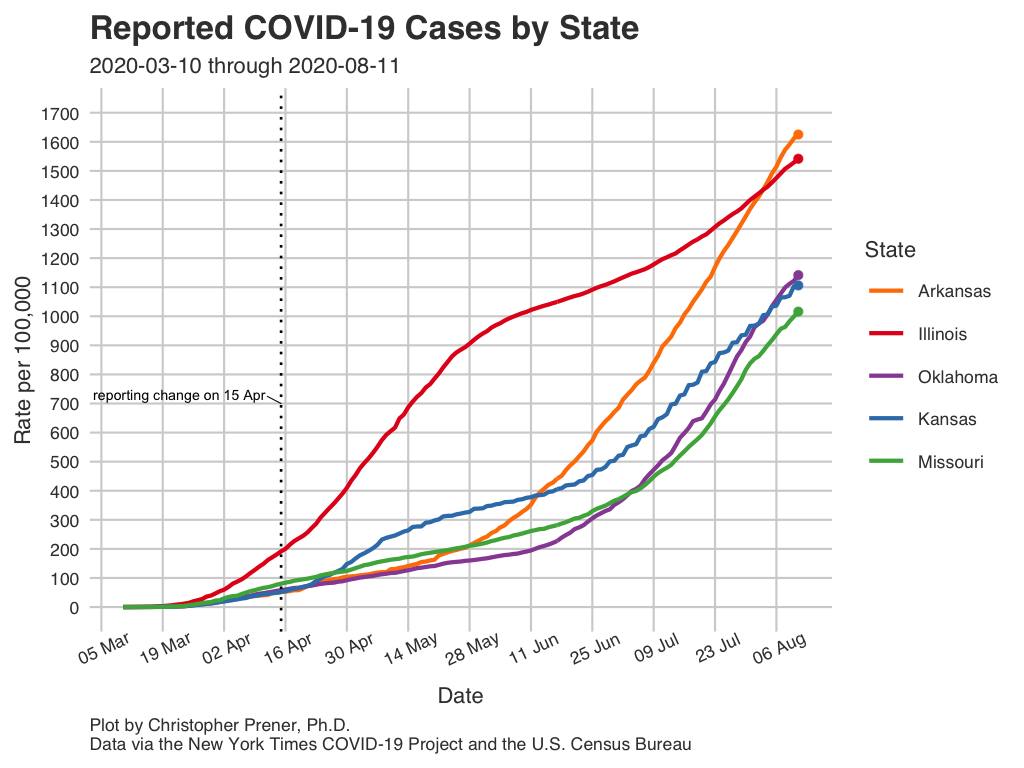 Reported COVID-19 Cases by State
2020-03-10 through 2020-08-11
Rate per 100,000
1700
1600
1500
1400
1300
1200
1100
1000
900
800
700
600
500
400
300
200
100
0
reporting change on 15 Apr
05 Mar
19 Mar
02 Apr
16 Apr
30 Apr
14 May
28 May
11 Jun
25 Jun
09 Jul
23 Jul
06 Aug
Date
State
Arkansas
Illinois
Oklahoma
Kansas
Missouri
Plot by Christopher Prener, Ph.D.
Data via the New York Times COVID-19 Project and the U.S. Census Bureau